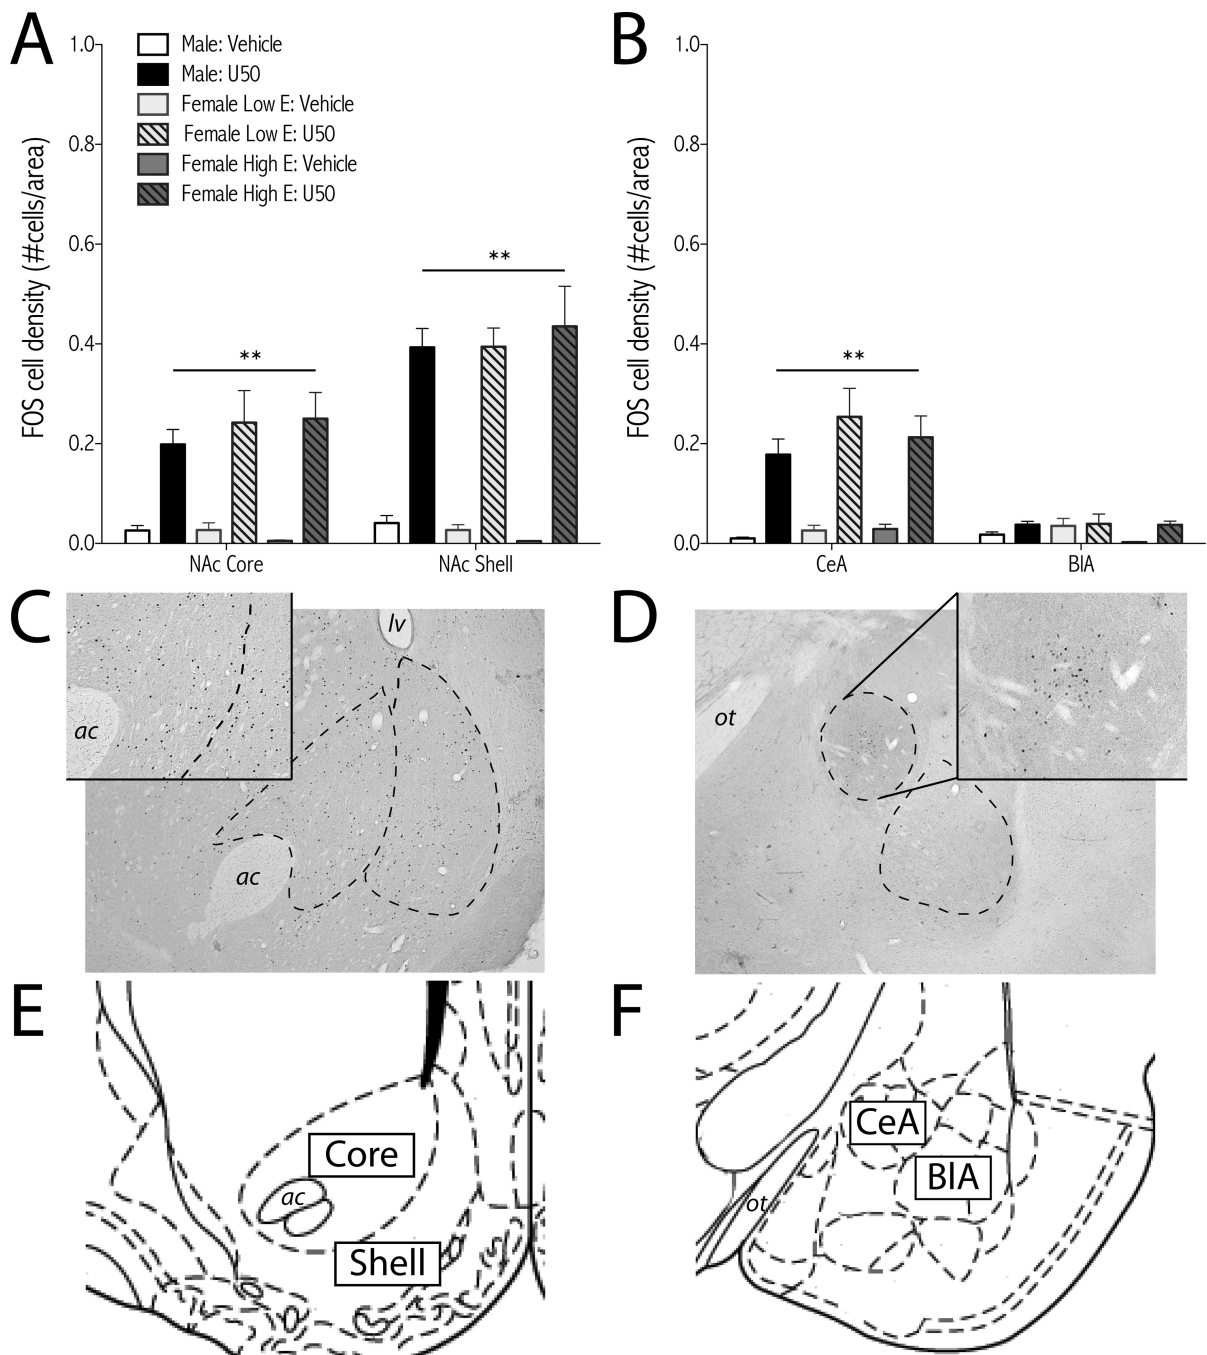 A
B
FOS cell density (#cells/area)
1.0
0.8
0.6
0.4
0.2
0.0
Male: Vehicle
Male: U50
Female Low E: Vehicle
Female Low E: U50
Female High E: Vehicle
Female High E: U50
**
**
NAc Core
NAc Shell
FOS cell density (#cells/area)
1.0
0.8
0.6
0.4
0.2
0.0
**
CeA
BlA
C
ac
lv
ac
D
ot
E
Core
ac
Shell
F
CeA
BlA
ot